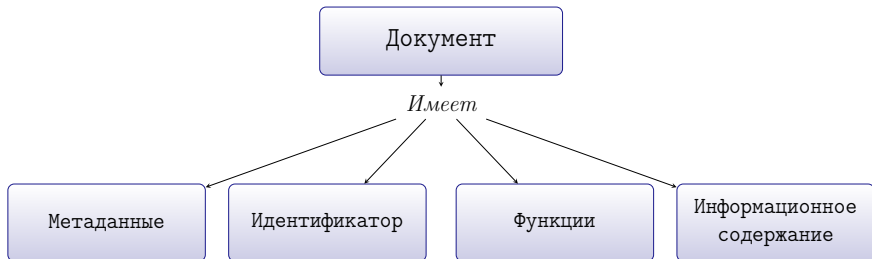 Документ
Имеет
Метаданные
Идентификатор
Функции
Информационное
содержание